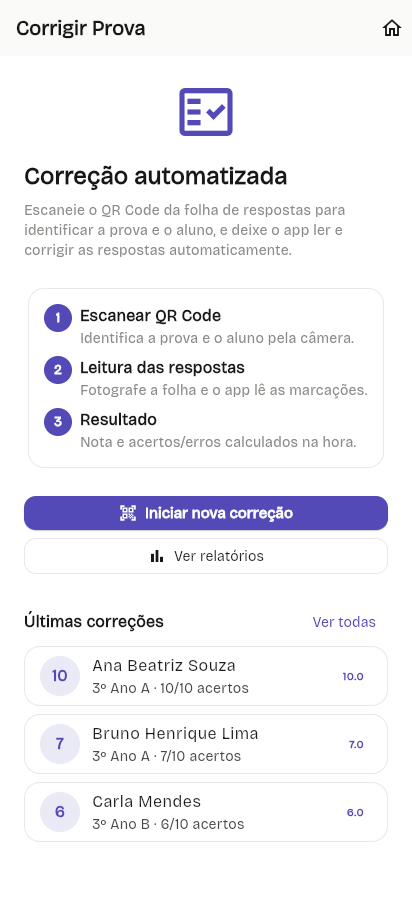 Corrigir Prova
Correção automatizada
Escaneie o QR Code da folha de respostas para
identificar a prova e o aluno, e deixe o app ler e
corrigir as respostas automaticamente.
1
Escanear QR Code
Identifica a prova e o aluno pela câmera.
2
Leitura das respostas
Fotografe a folha e o app lê as marcações.
3
Resultado
Nota e acertos/erros calculados na hora.
Iniciar nova correção
Ver relatórios
Últimas correções
Ver todas
10
Ana Beatriz Souza
3º Ano A · 10/10 acertos
10.0
7
Bruno Henrique Lima
3º Ano A · 7/10 acertos
7.0
6
Carla Mendes
3º Ano B · 6/10 acertos
6.0